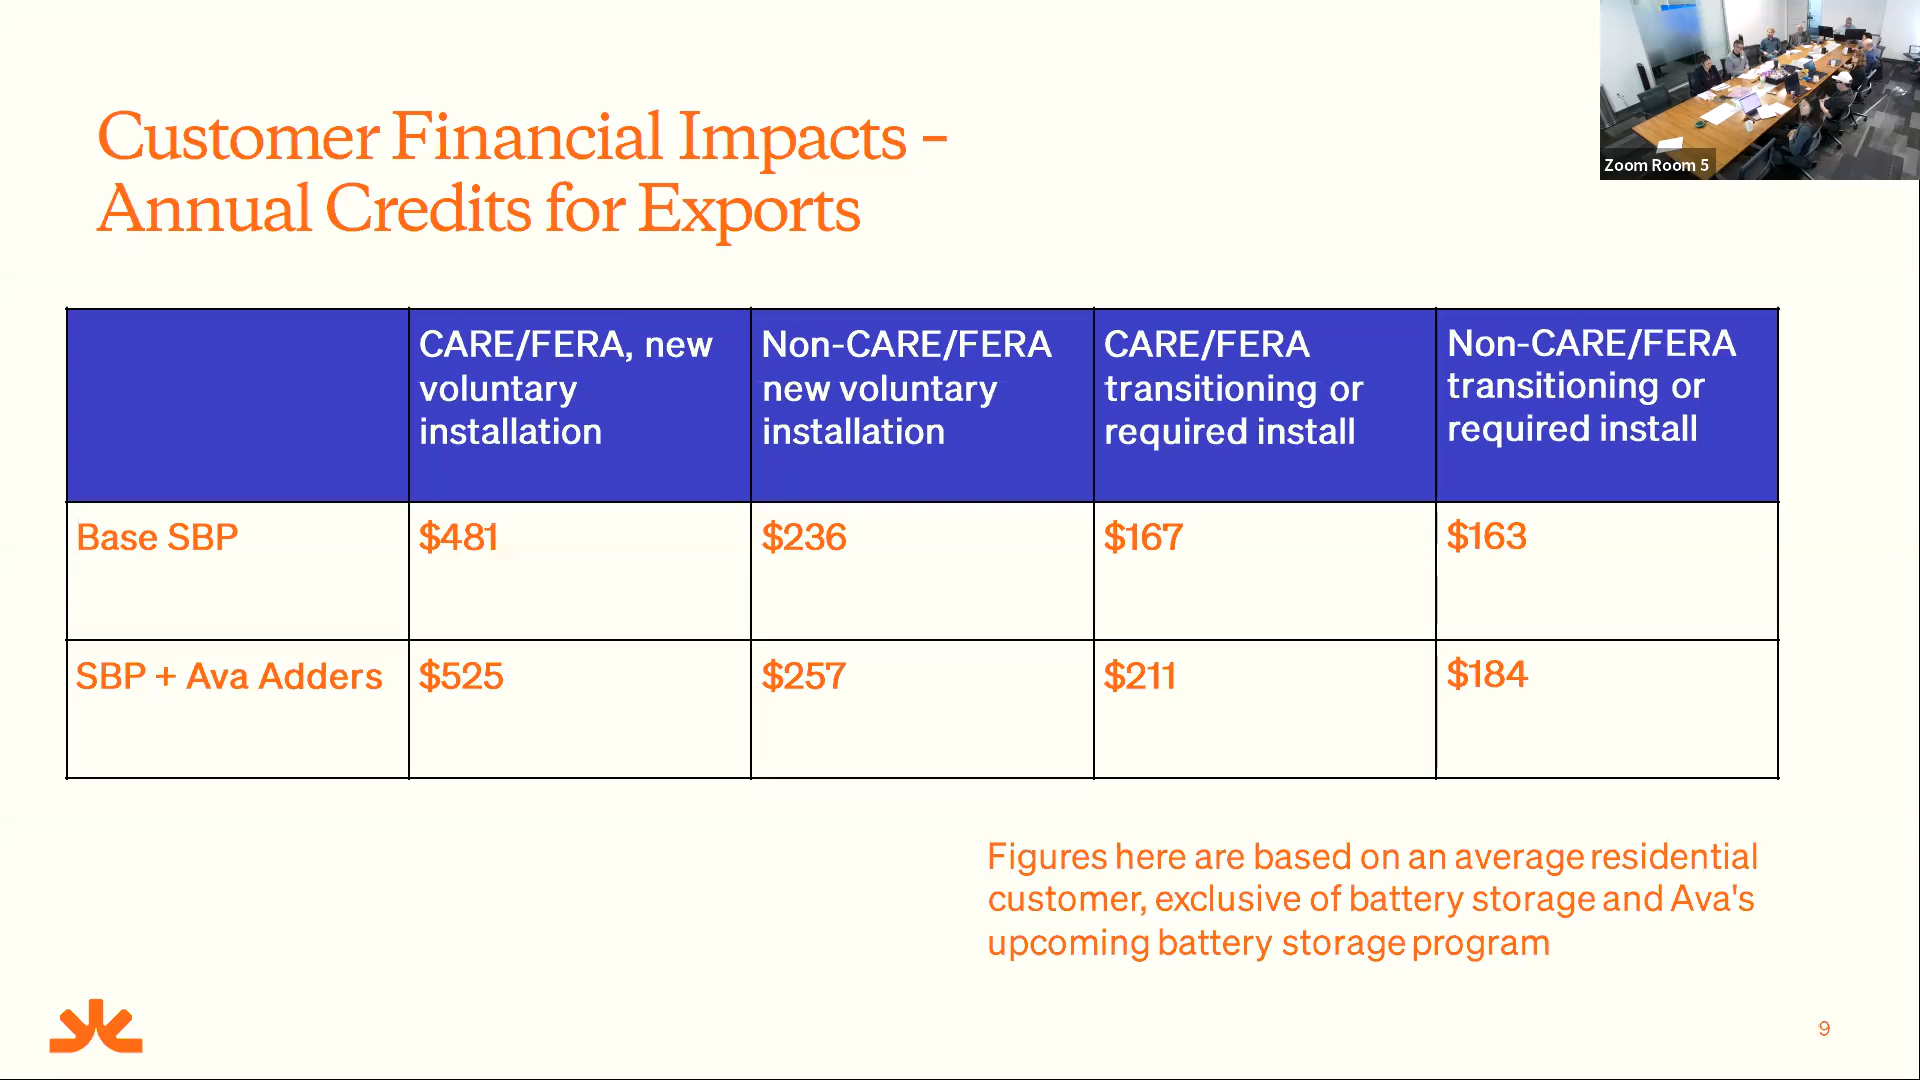 Customer Financial Impacts –
Annual Credits for Exports
Zoom Room 5
CARE/FERA, new
voluntary
installation
Non-CARE/FERA
new voluntary
installation
CARE/FERA
transitioning or
required install
Non-CARE/FERA
transitioning or
required install
Base SBP
$481
$236
$167
$163
SBP + Ava Adders
$525
$257
$211
$184
Figures here are based on an average residential
customer, exclusive of battery storage and Ava's
upcoming battery storage program
9